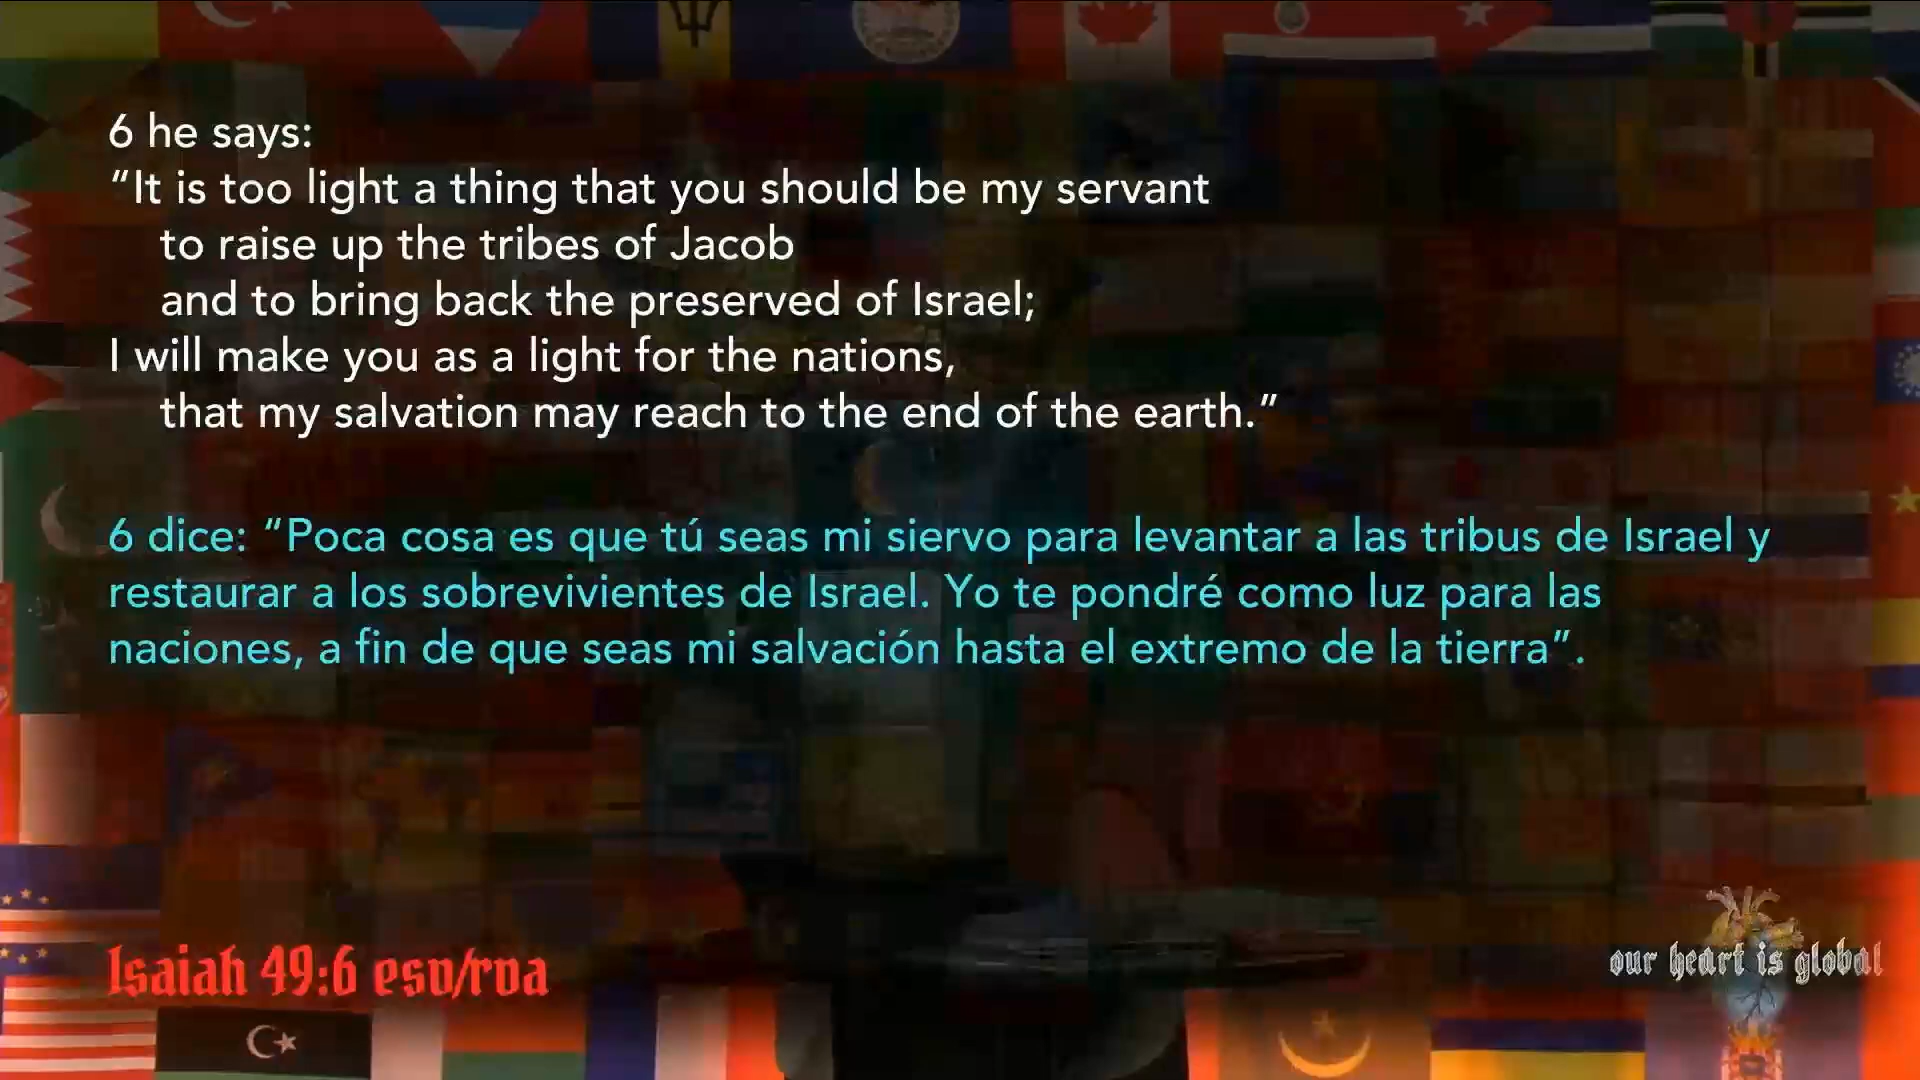 6 he says:
“It is too light a thing that you should be my servant
to raise up the tribes of Jacob
and to bring back the preserved of Israel;
I will make you as a light for the nations,
that my salvation may reach to the end of the earth.”
6 dice: “Poca cosa es que tú seas mi siervo para levantar a las tribus de Israel y
restaurar a los sobrevivientes de Israel. Yo te pondré como luz para las
naciones, a fin de que seas mi salvación hasta el extremo de la tierra”.
Isaiah 49:6 esv/rva
our heart is global